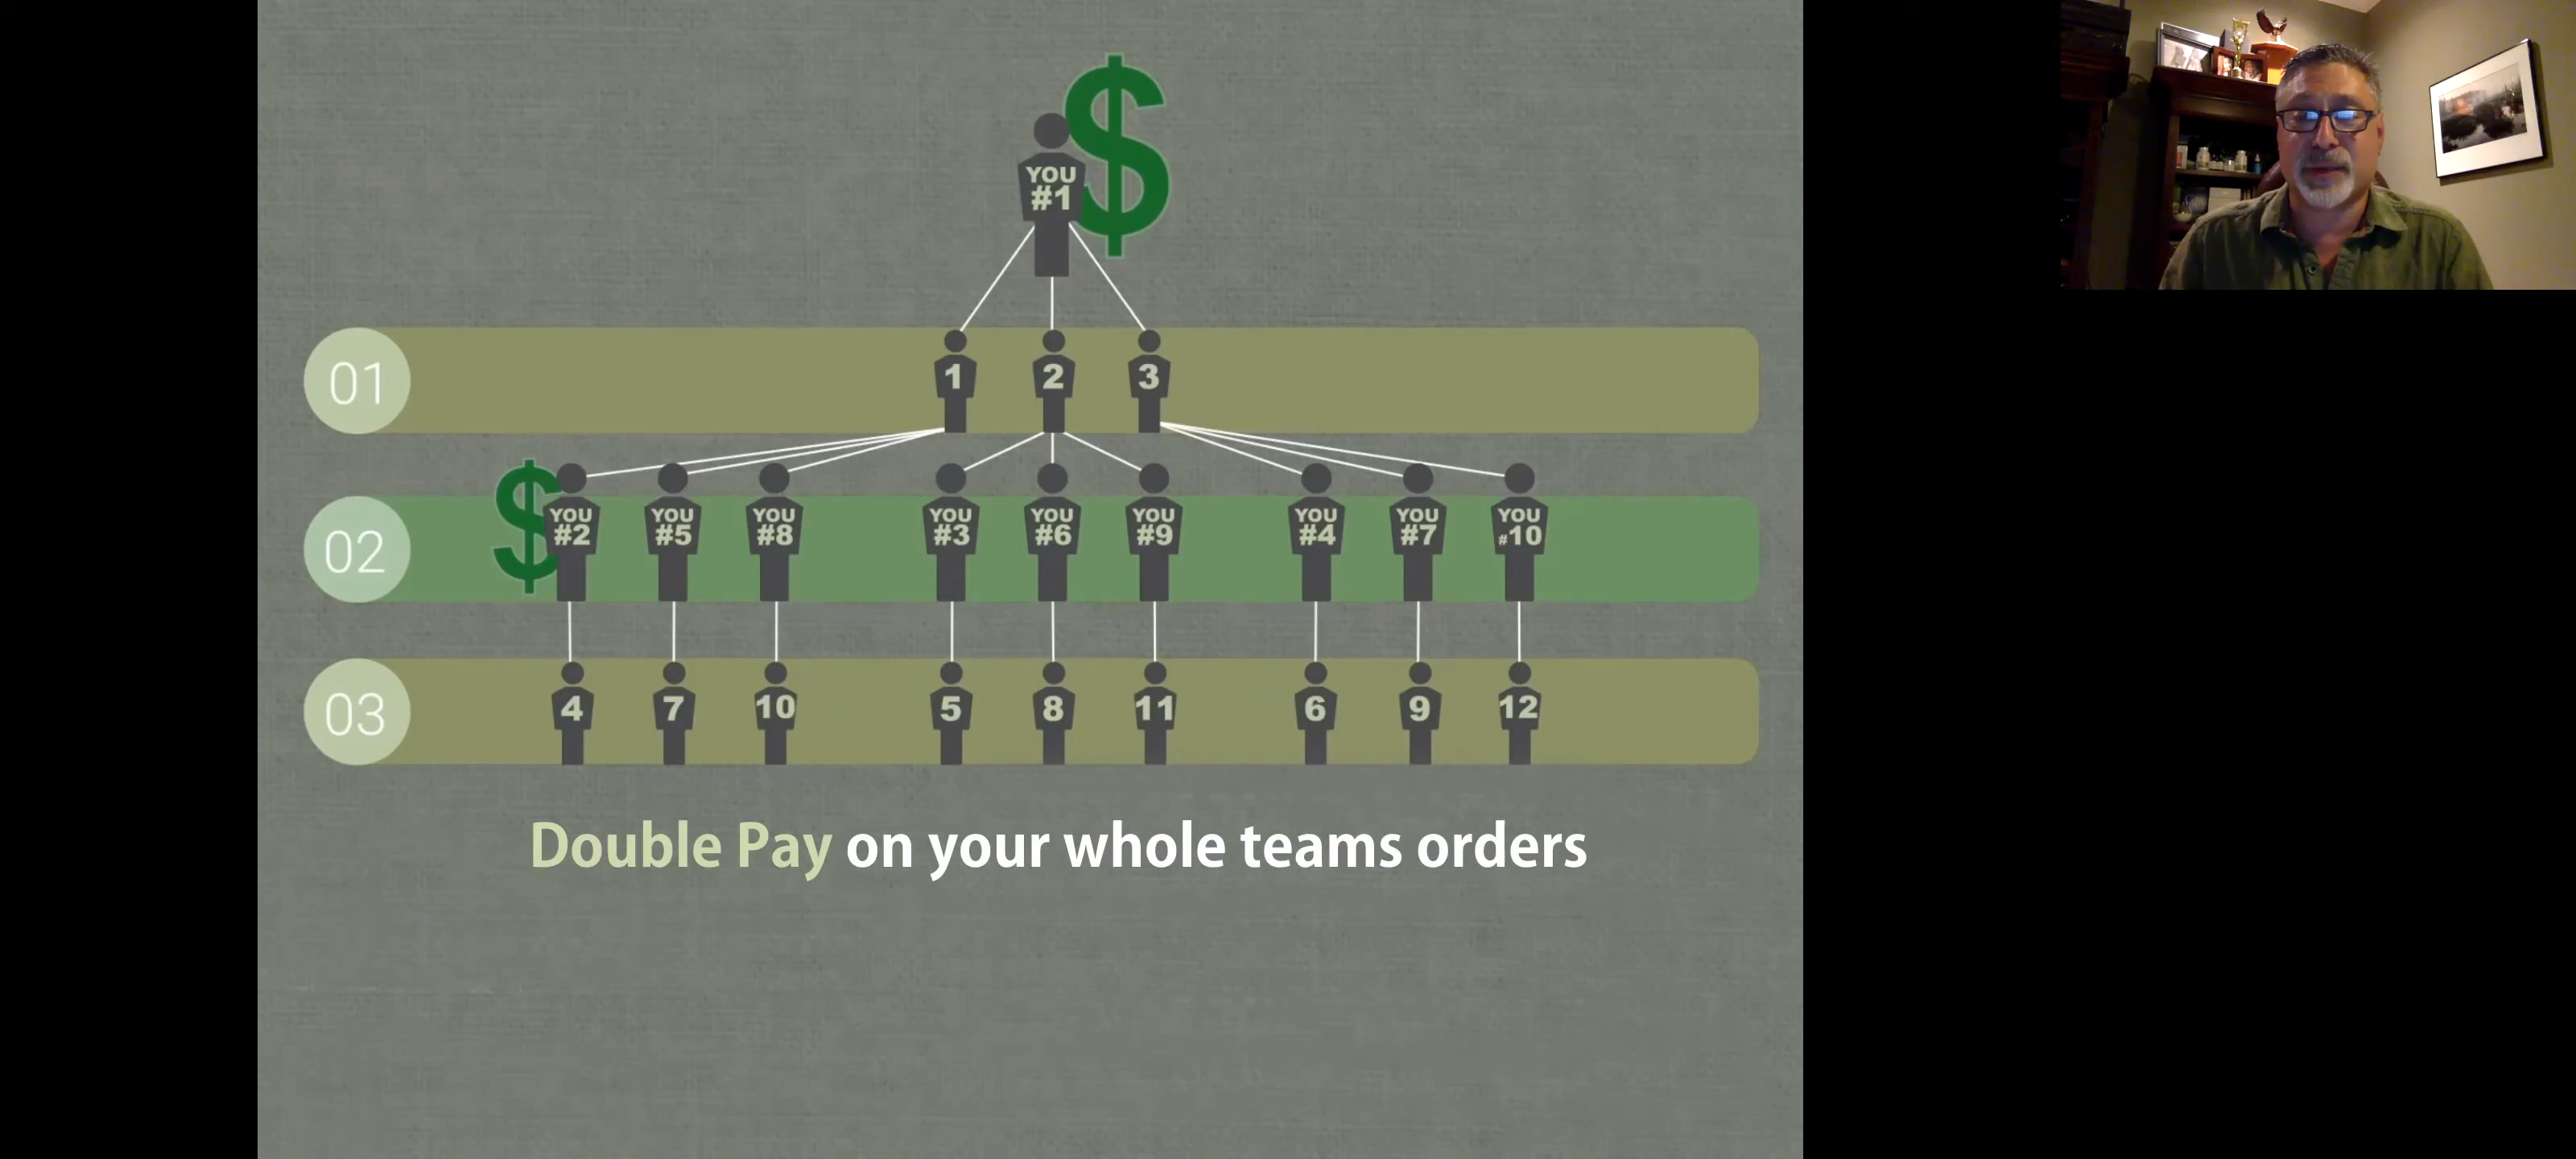 YOU
#1
01
1 2 3
02
YOU #2 YOU #5 YOU #8 YOU #3 YOU #6 YOU #9 YOU #4 YOU #7 YOU #10
03
4 7 10 5 8 11 6 9 12
Double Pay on your whole teams orders